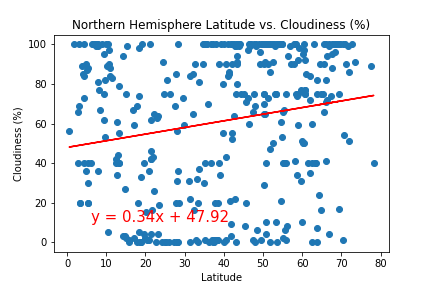 Northern Hemisphere Latitude vs. Cloudiness (%)
100
80
60
40
20
0
Cloudiness (%)
y = 0.34x + 47.92
0 10 20 30 40 50 60 70 80
Latitude